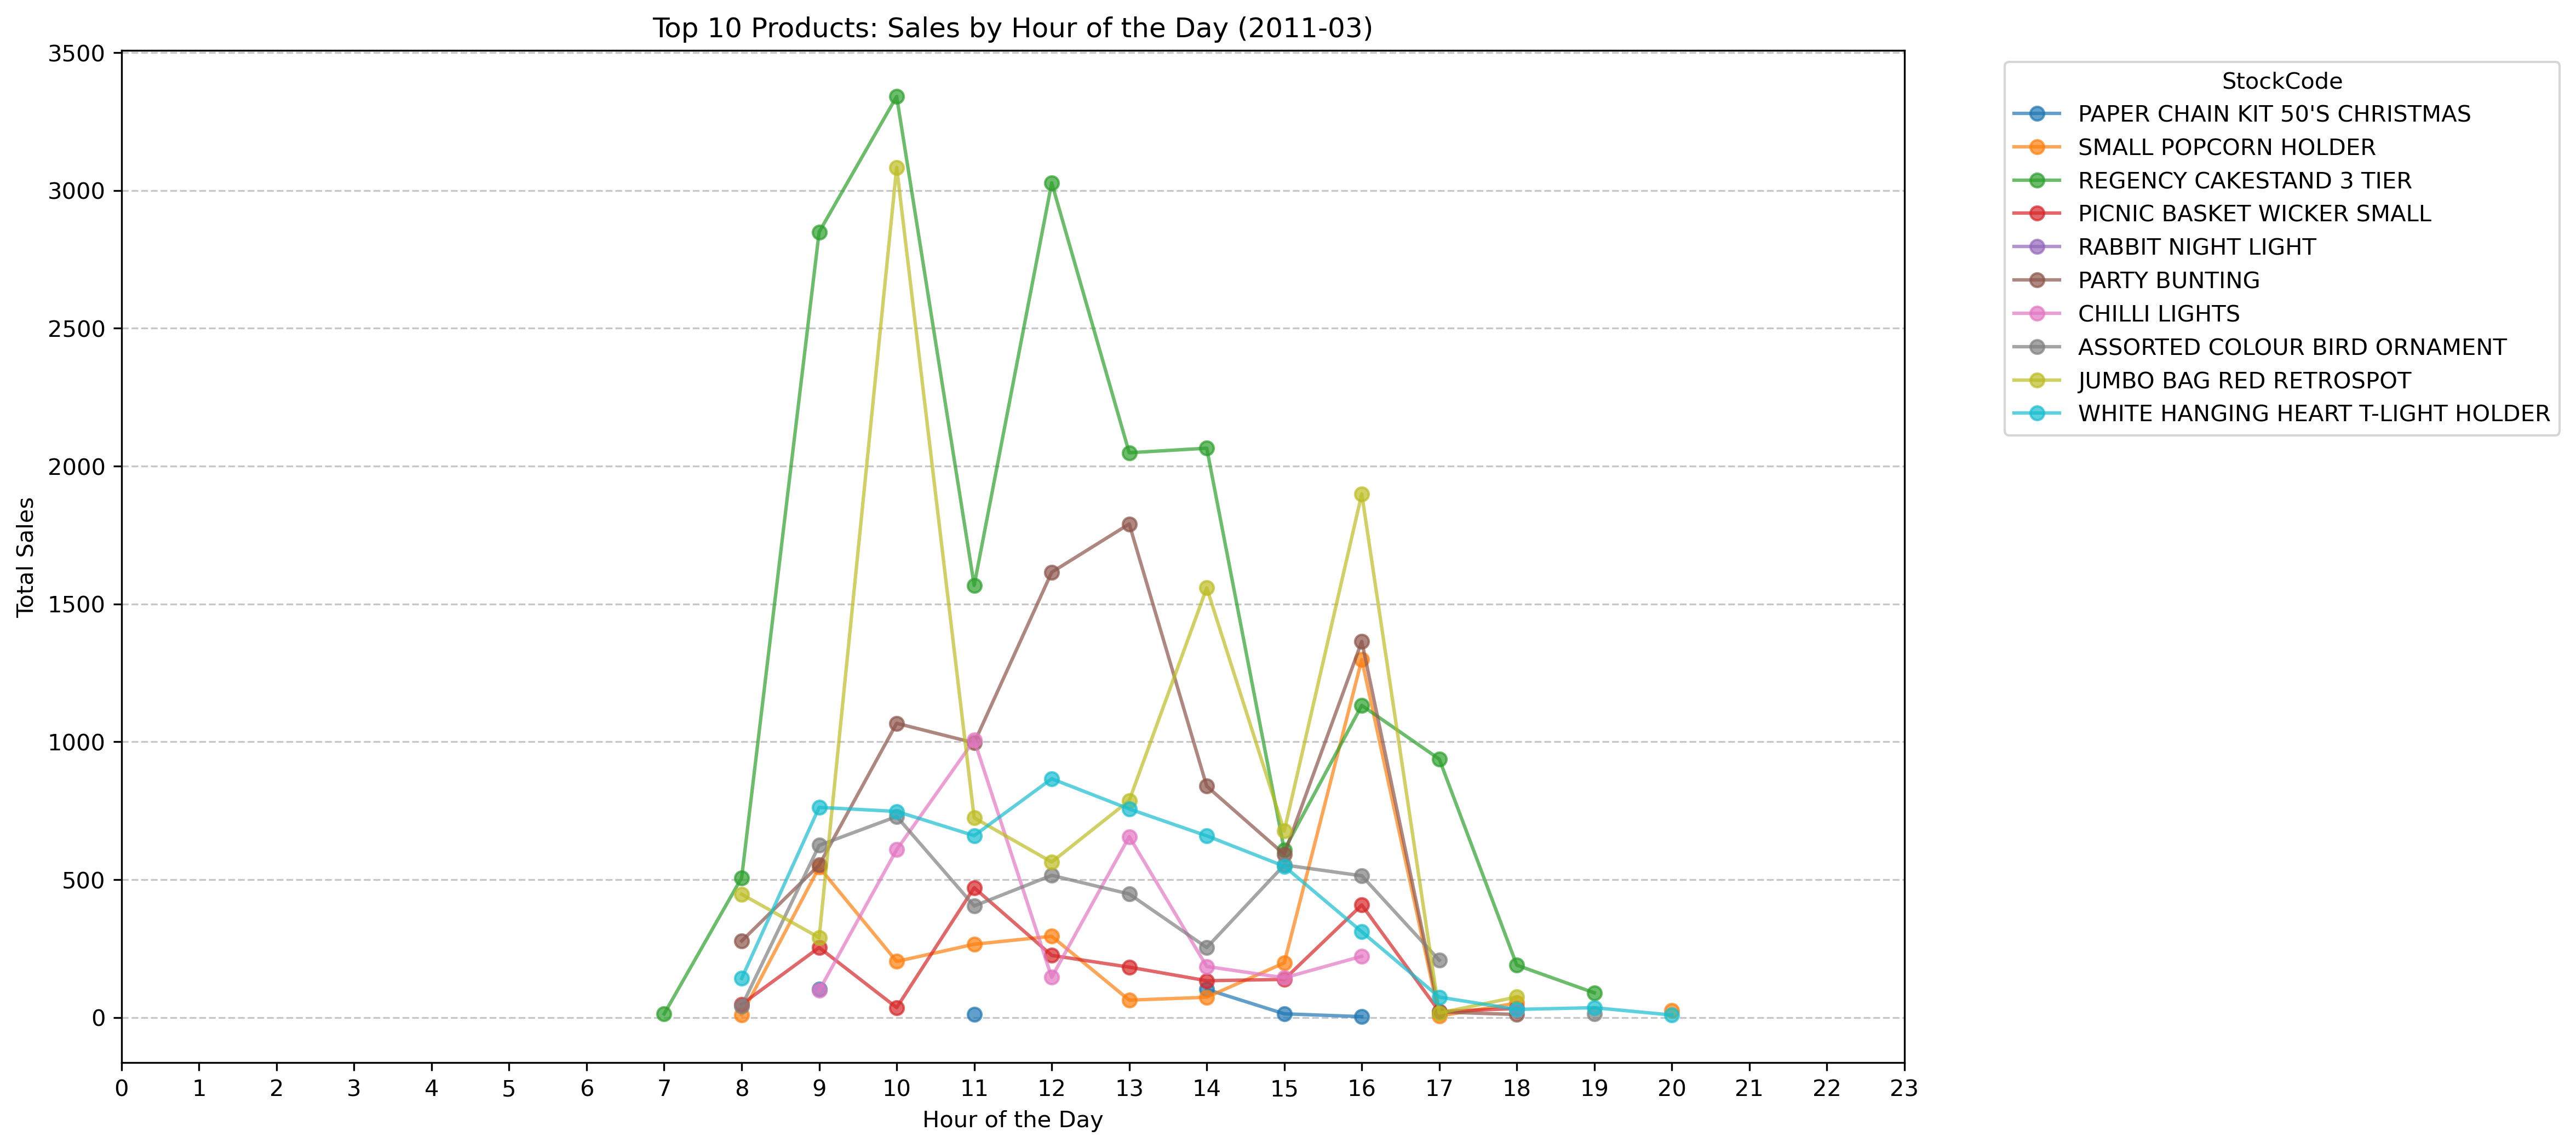 Top 10 Products: Sales by Hour of the Day (2011-03)
3500
3000
2500
2000
1500
1000
500
0
Total Sales
0 1 2 3 4 5 6 7 8 9 10 11 12 13 14 15 16 17 18 19 20 21 22 23
Hour of the Day
StockCode
PAPER CHAIN KIT 50'S CHRISTMAS
SMALL POPCORN HOLDER
REGENCY CAKESTAND 3 TIER
PICNIC BASKET WICKER SMALL
RABBIT NIGHT LIGHT
PARTY BUNTING
CHILLI LIGHTS
ASSORTED COLOUR BIRD ORNAMENT
JUMBO BAG RED RETROSPOT
WHITE HANGING HEART T-LIGHT HOLDER